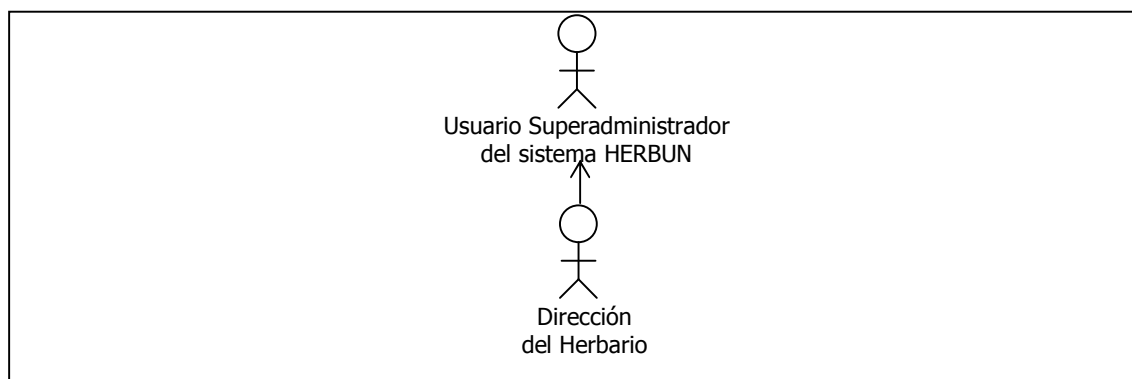 Usuario Superadministrador
del sistema HERBUN
Dirección
del Herbario